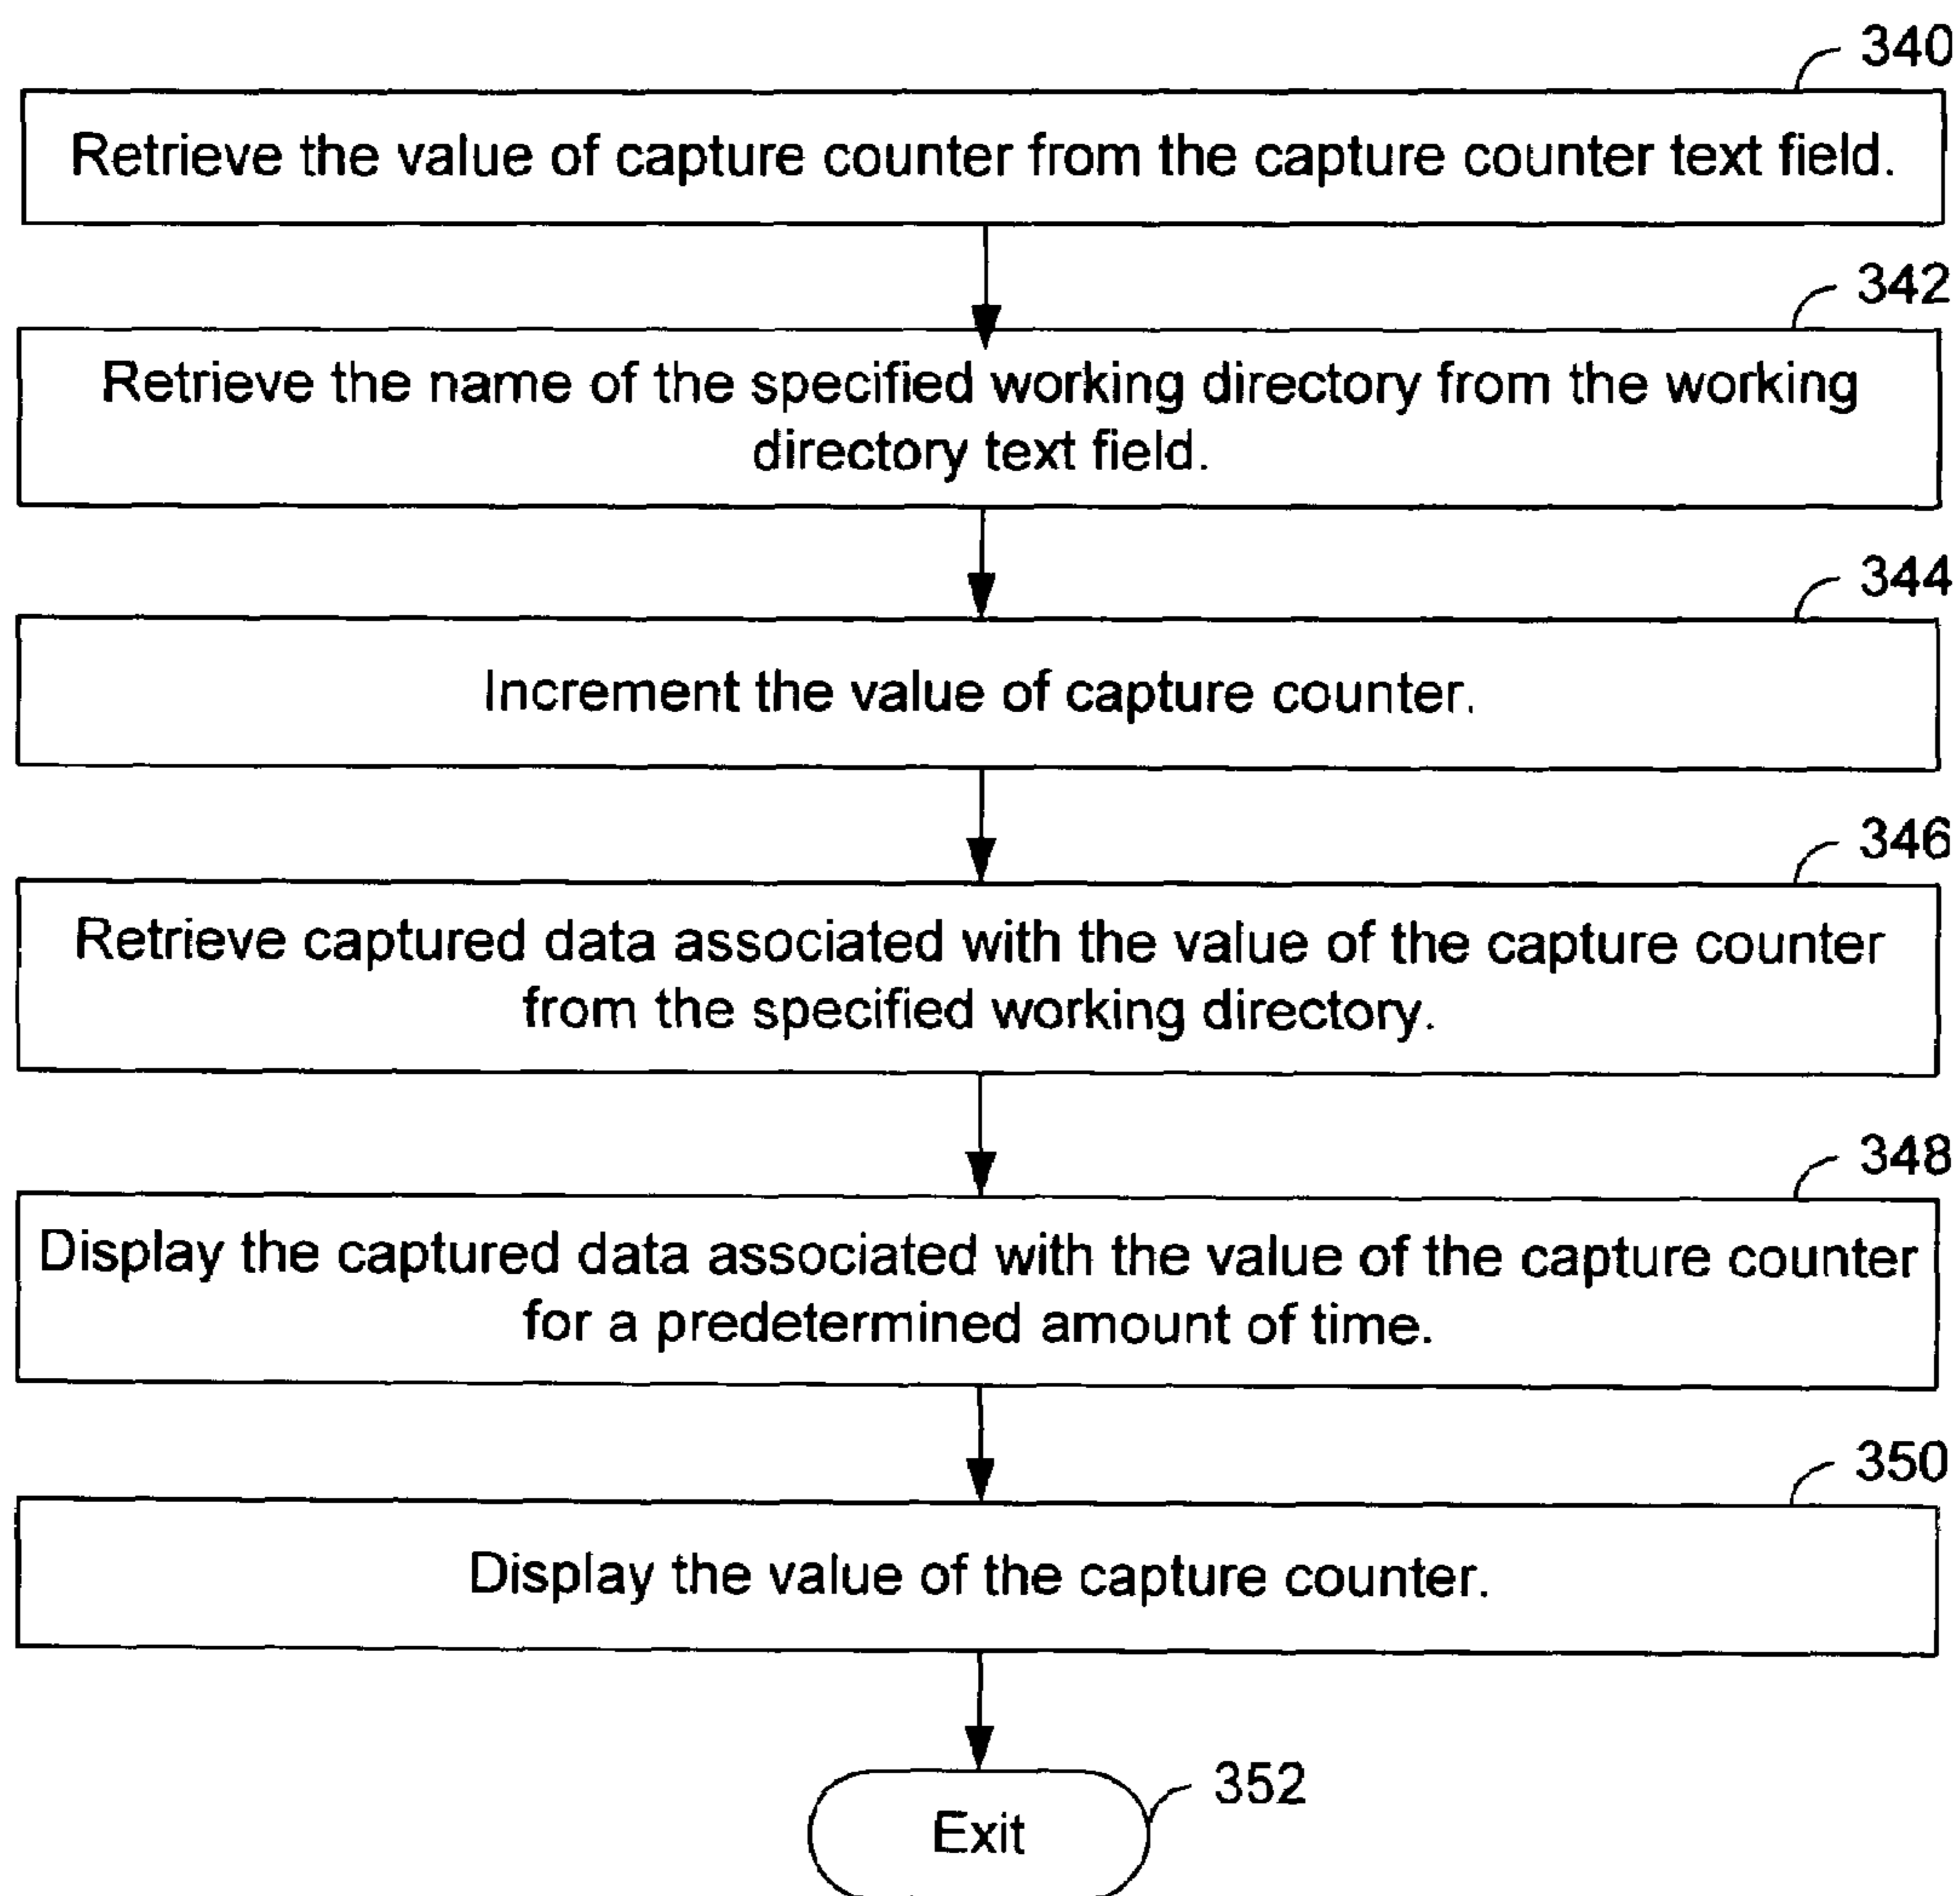 340
Retrieve the value of capture counter from the capture counter text field.
342
Retrieve the name of the specified working directory from the working
directory text field.
344
Increment the value of capture counter.
346
Retrieve captured data associated with the value of the capture counter
from the specified working directory.
348
Display the captured data associated with the value of the capture counter
for a predetermined amount of time.
350
Display the value of the capture counter.
352
Exit